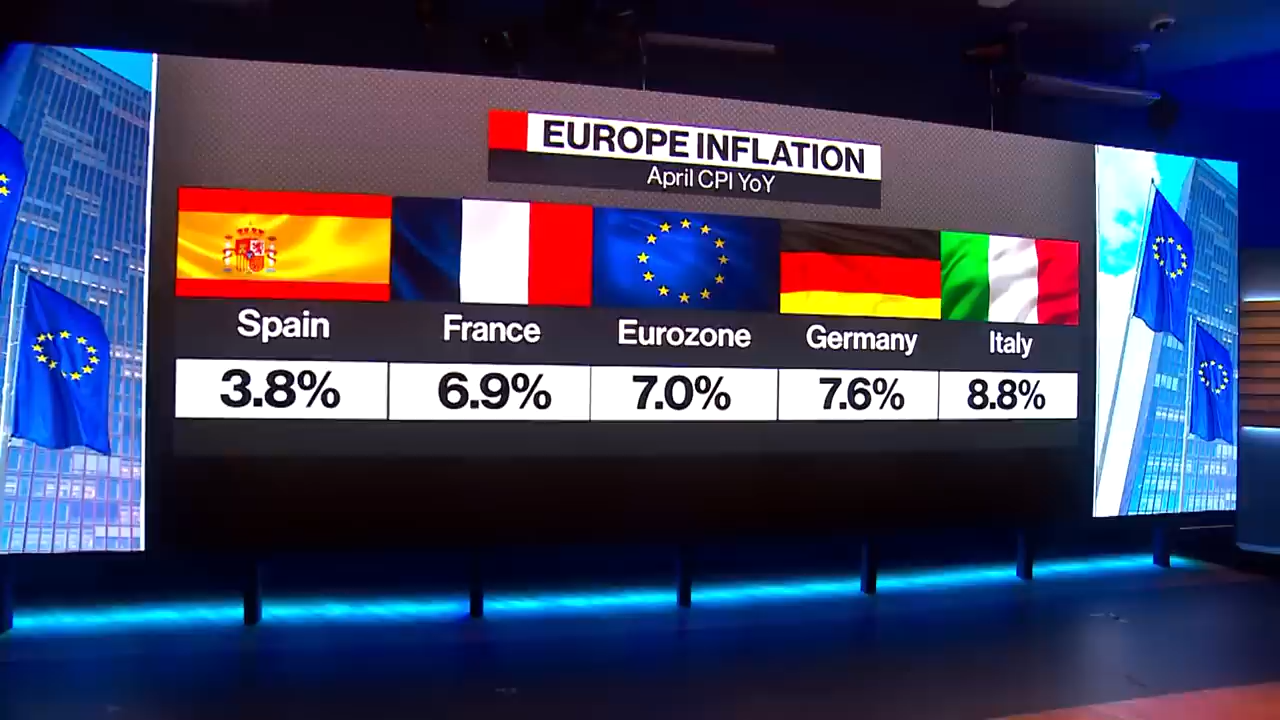 EUROPE INFLATION
April CPI YoY
Spain France Eurozone Germany Italy
3.8% 6.9% 7.0% 7.6% 8.8%